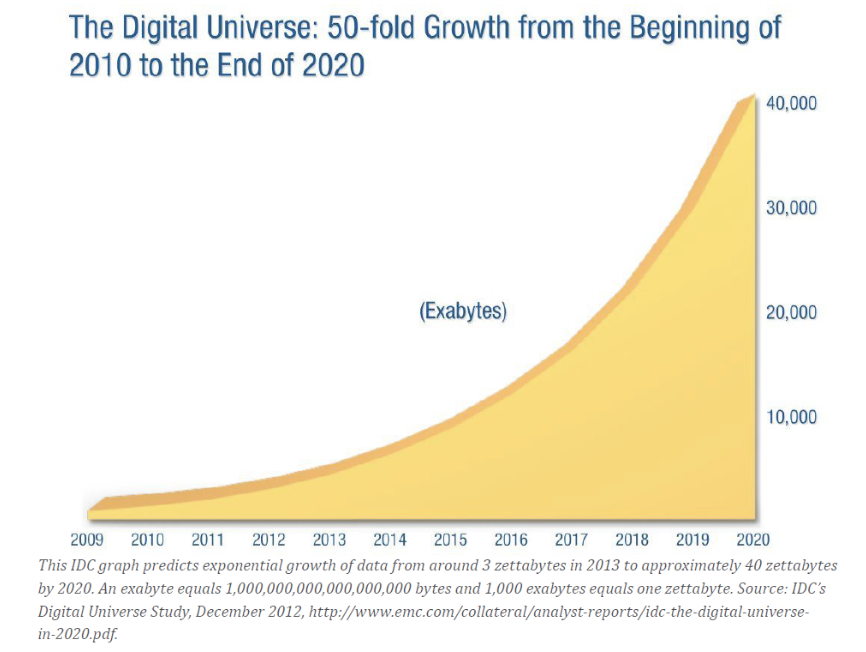 The Digital Universe: 50-fold Growth from the Beginning of
2010 to the End of 2020
40,000
30,000
(Exabytes)
20,000
10,000
2009 2010 2011 2012 2013 2014 2015 2016 2017 2018 2019 2020
This IDC graph predicts exponential growth of data from around 3 zettabytes in 2013 to approximately 40 zettabytes
by 2020. An exabyte equals 1,000,000,000,000,000,000 bytes and 1,000 exabytes equals one zettabyte. Source: IDC's
Digital Universe Study, December 2012, http://www.emc.com/collateral/analyst-reports/idc-the-digital-universe-
in-2020.pdf.